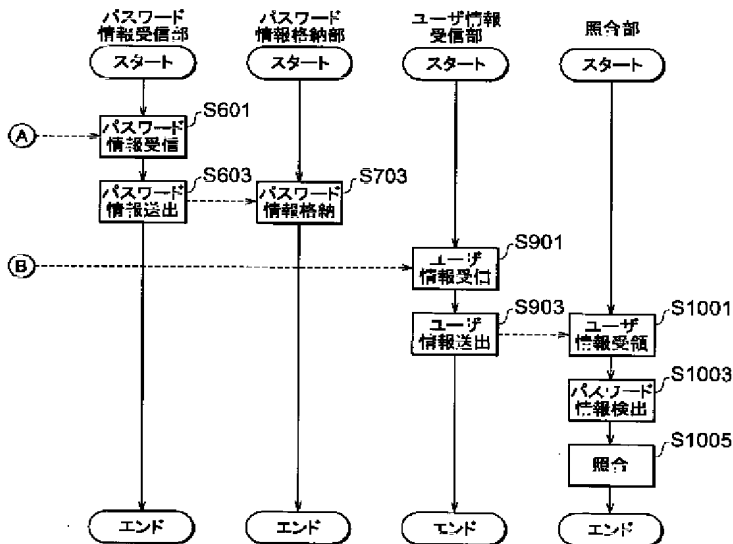 パスワード
情報受信部
パスワード
情報格納部
ユーザ情報
受信部
照合部
スタート
スタート
スタート
スタート
A
パスワード
情報受信
S601
パスワード
情報送出
S603
パスワード
情報格納
S703
B
ユーザ
情報受信
S901
ユーザ
情報送出
S903
ユーザ
情報受領
S1001
パスワード
情報検出
S1003
照合
S1005
エンド
エンド
エンド
エンド